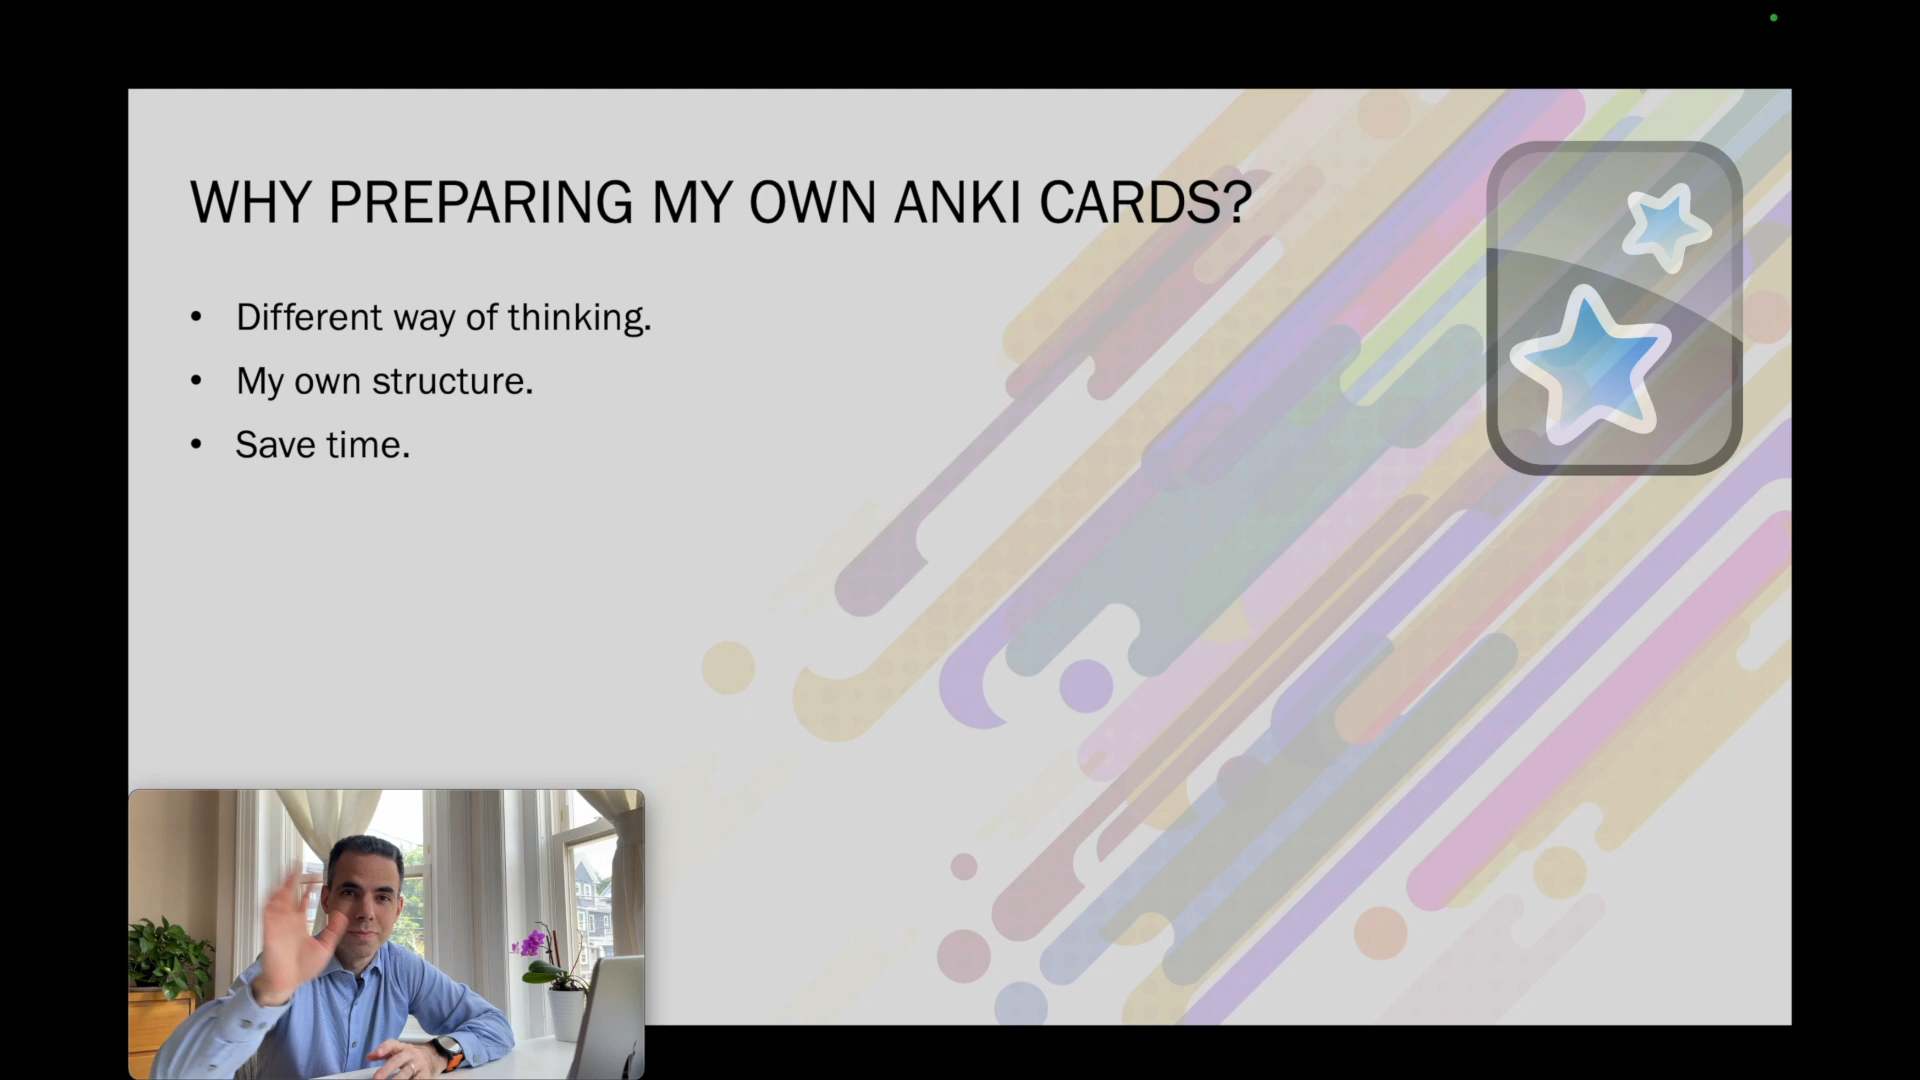 WHY PREPARING MY OWN ANKI CARDS?
• Different way of thinking.
• My own structure.
• Save time.